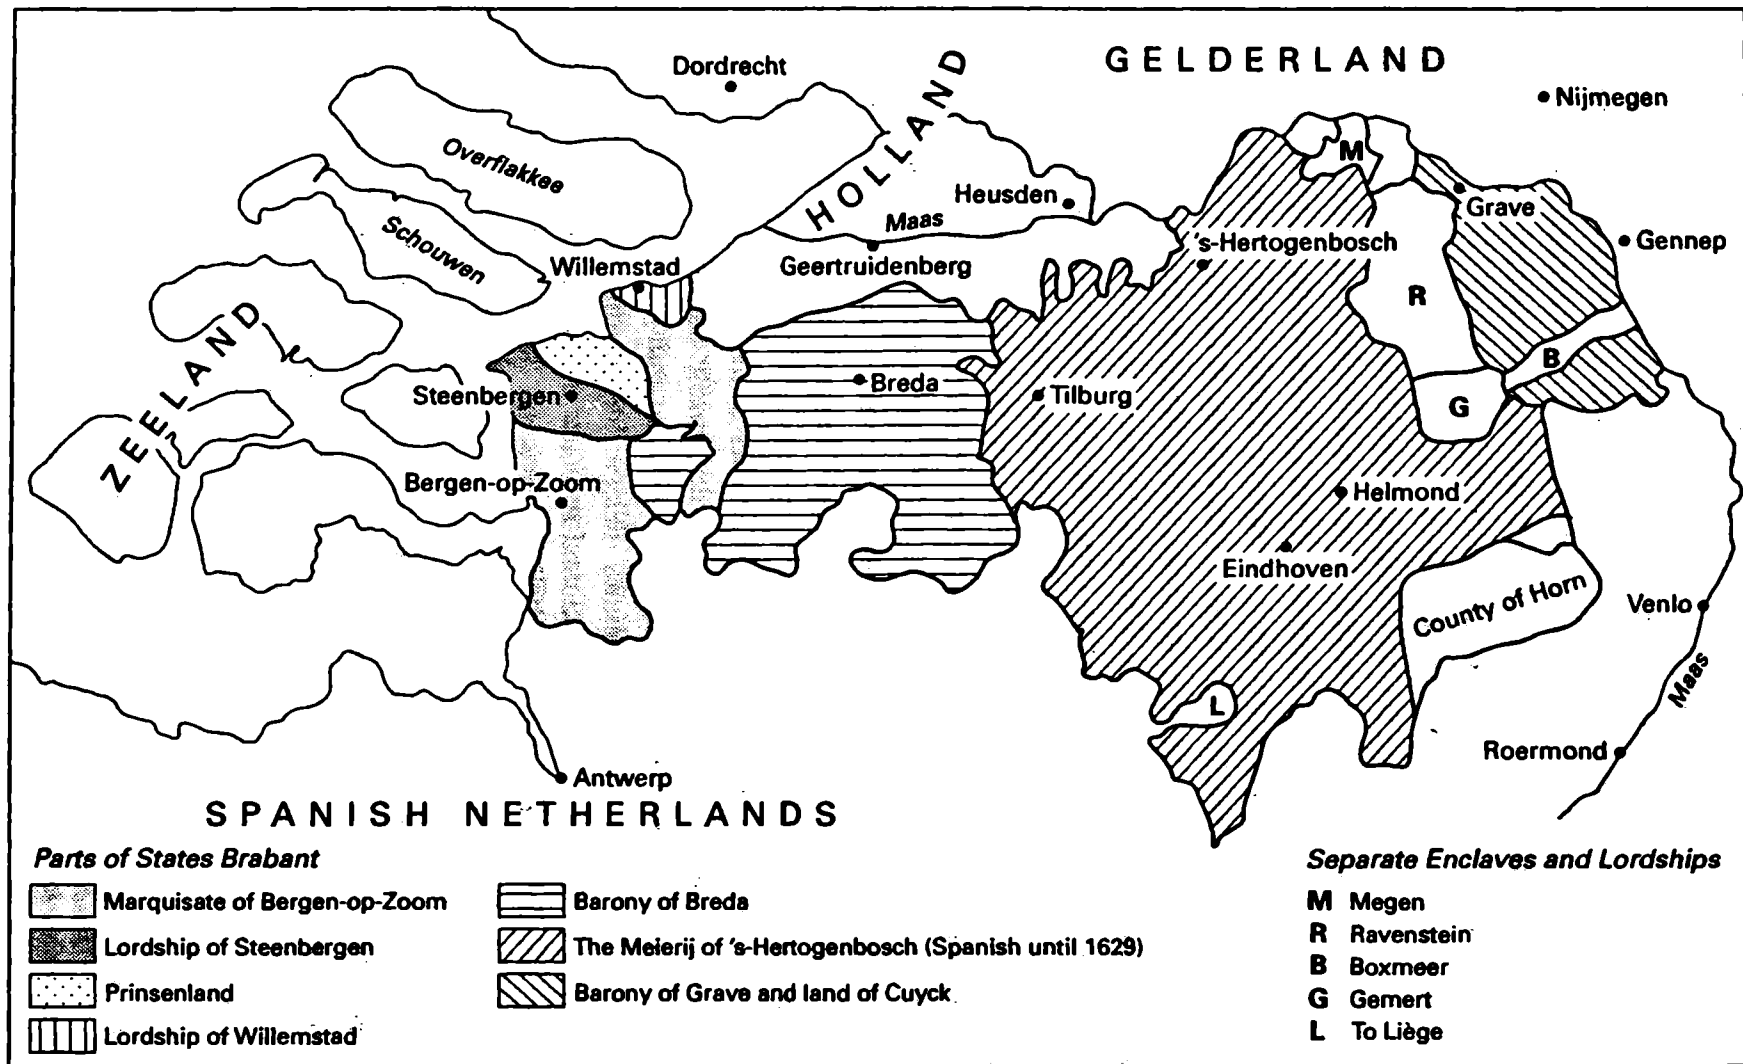 GELDERLAND
Dordrecht
HOLLAND
Nijmegen
Overflakkee
M
Heusden
Grave
Schouwen
Maas
's-Hertogenbosch
Gennep
Willemstad
Geertruidenberg
R
ZEELAND
B
Breda
Steenbergen
Tilburg
G
Bergen-op-Zoom
Helmond
Eindhoven
County of Horn
Venlo
Maas
L
Roermond
Antwerp
SPANISH NETHERLANDS
Parts of States Brabant
Marquisate of Bergen-op-Zoom
Lordship of Steenbergen
Prinsenland
Lordship of Willemstad
Barony of Breda
The Meierij of 's-Hertogenbosch (Spanish until 1629)
Barony of Grave and land of Cuyck
Separate Enclaves and Lordships
M Megen
R Ravenstein
B Boxmeer
G Gemert
L To Liège